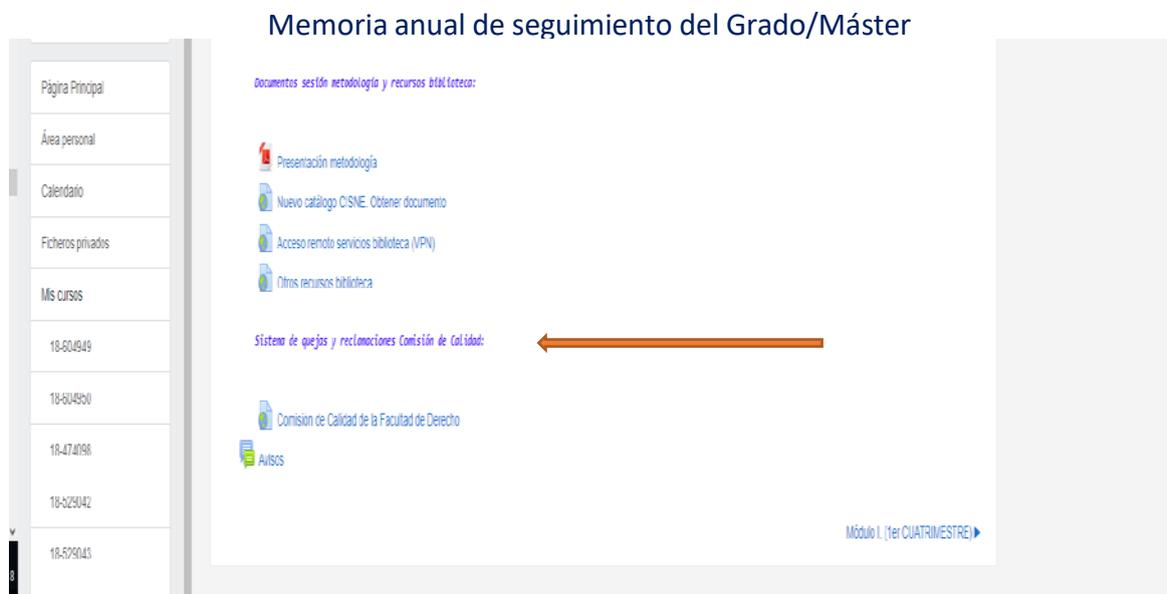 Memoria anual de seguimiento del Grado/Máster
Página Principal
Área personal
Calendario
Ficheros privados
Mis cursos
18-604949
18-604950
18-474098
18-529042
18-529043
Documentos sesión metodología y recursos biblioteca:
Presentación metodología
Nuevo catálogo CISNE. Obtener documento
Acceso remoto servicios biblioteca (VPN)
Otros recursos biblioteca
Sistema de quejas y reclamaciones Comisión de Calidad:
Comisión de Calidad de la Facultad de Derecho
Avisos
Módulo I. (1er CUATRIMESTRE)
8